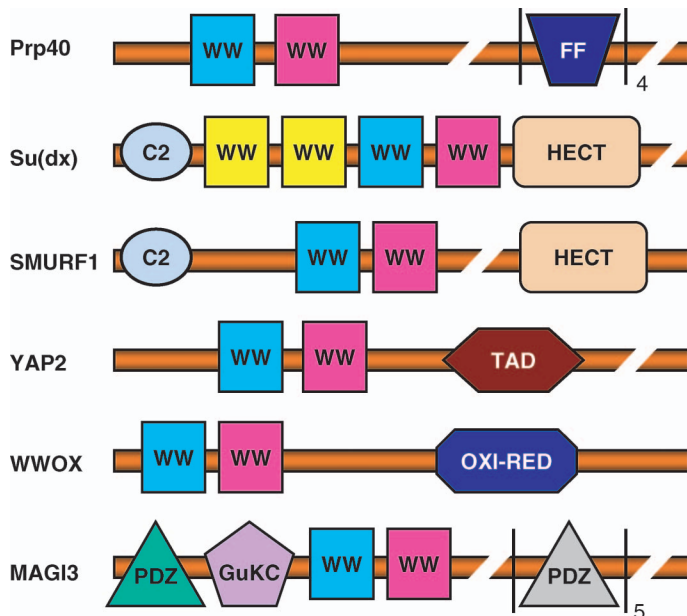 Prp40 WW WW FF 4
Su(dx) C2 WW WW WW WW HECT
SMURF1 C2 WW WW HECT
YAP2 WW WW TAD
WWOX WW WW OXI-RED
MAGI3 PDZ GuKC WW WW PDZ 5